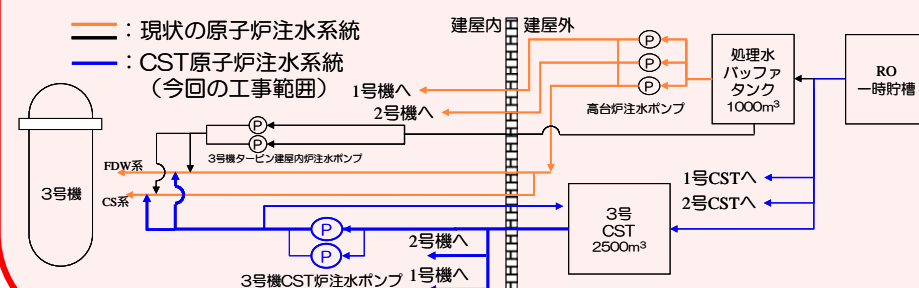 ：現状の原子炉注水系統
：CST原子炉注水系統
（今回の工事範囲）
建屋内
建屋外
1号機へ
2号機へ
P
P
P
高台炉注水ポンプ
処理水
バッファ
タンク
1000m³
RO
一時貯槽
P
P
3号機タービン建屋内炉注水ポンプ
FDW系
CS系
3号機
1号CSTへ
2号CSTへ
3号
CST
2500m³
P
P
3号機CST炉注水ポンプ
2号機へ
1号機へ